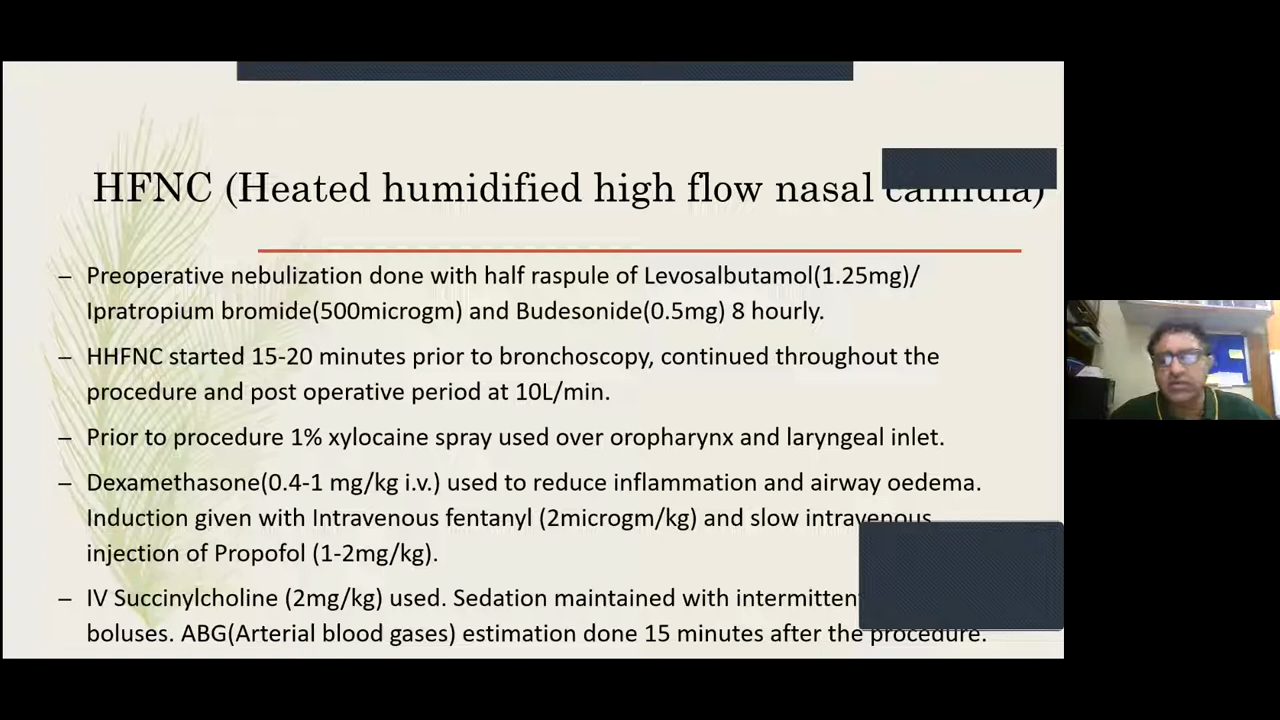 HFNC (Heated humidified high flow nasal cannula)
– Preoperative nebulization done with half raspule of Levosalbutamol(1.25mg)/
Ipratropium bromide(500microgm) and Budesonide(0.5mg) 8 hourly.
– HHFNC started 15-20 minutes prior to bronchoscopy, continued throughout the
procedure and post operative period at 10L/min.
– Prior to procedure 1% xylocaine spray used over oropharynx and laryngeal inlet.
– Dexamethasone(0.4-1 mg/kg i.v.) used to reduce inflammation and airway oedema.
Induction given with Intravenous fentanyl (2microgm/kg) and slow intravenous
injection of Propofol (1-2mg/kg).
– IV Succinylcholine (2mg/kg) used. Sedation maintained with intermitten
boluses. ABG(Arterial blood gases) estimation done 15 minutes after the procedure.